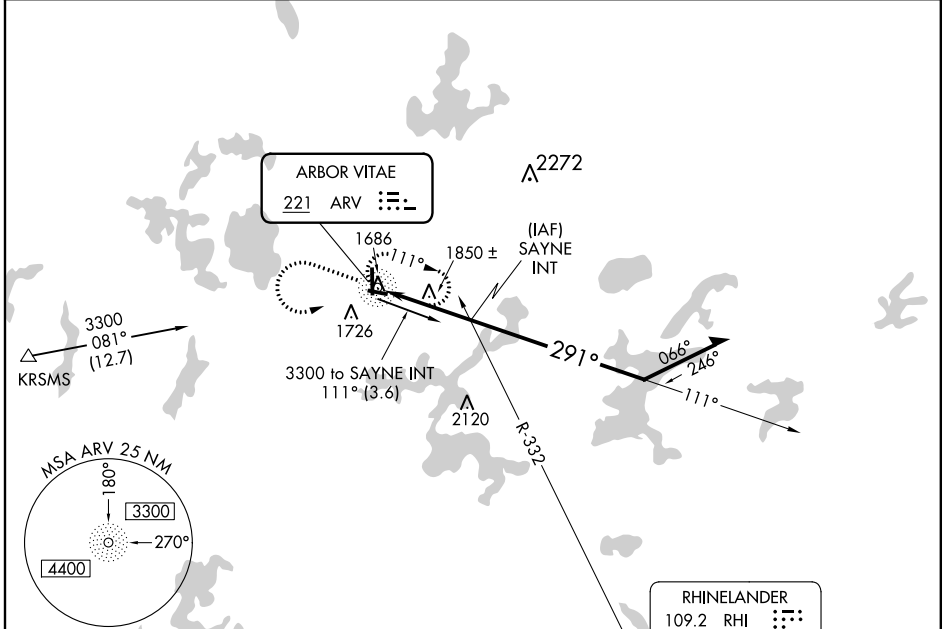 ARBOR VITAE
221 ARV
2272
(IAF)
SAYNE
INT
1686
111°
1850 ±
1726
3300
081°
(12.7)
KRSMS
3300 to SAYNE INT
111° (3.6)
291°
066°
246°
111°
2120
R-332
MSA ARV 25 NM
180°
3300
270°
4400
RHINELANDER
109.2 RHI